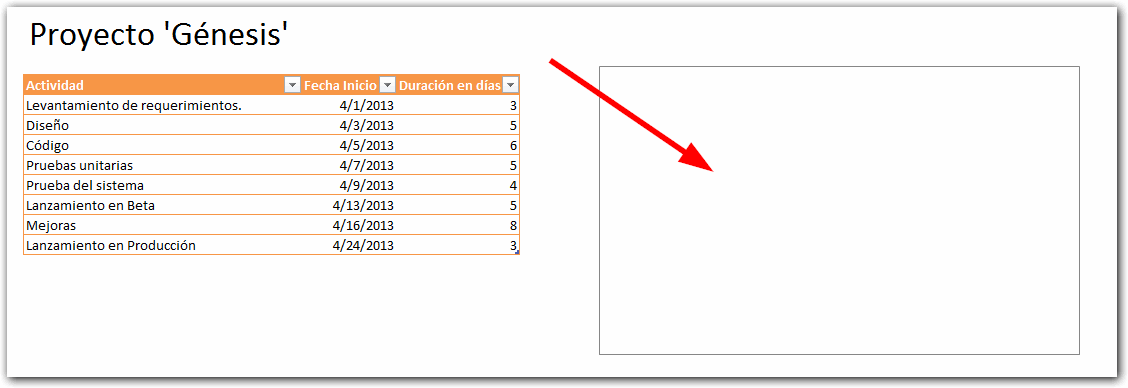 Proyecto 'Génesis'
Actividad Fecha Inicio Duración en días
Levantamiento de requerimientos. 4/1/2013 3
Diseño 4/3/2013 5
Código 4/5/2013 6
Pruebas unitarias 4/7/2013 5
Prueba del sistema 4/9/2013 4
Lanzamiento en Beta 4/13/2013 5
Mejoras 4/16/2013 8
Lanzamiento en Producción 4/24/2013 3